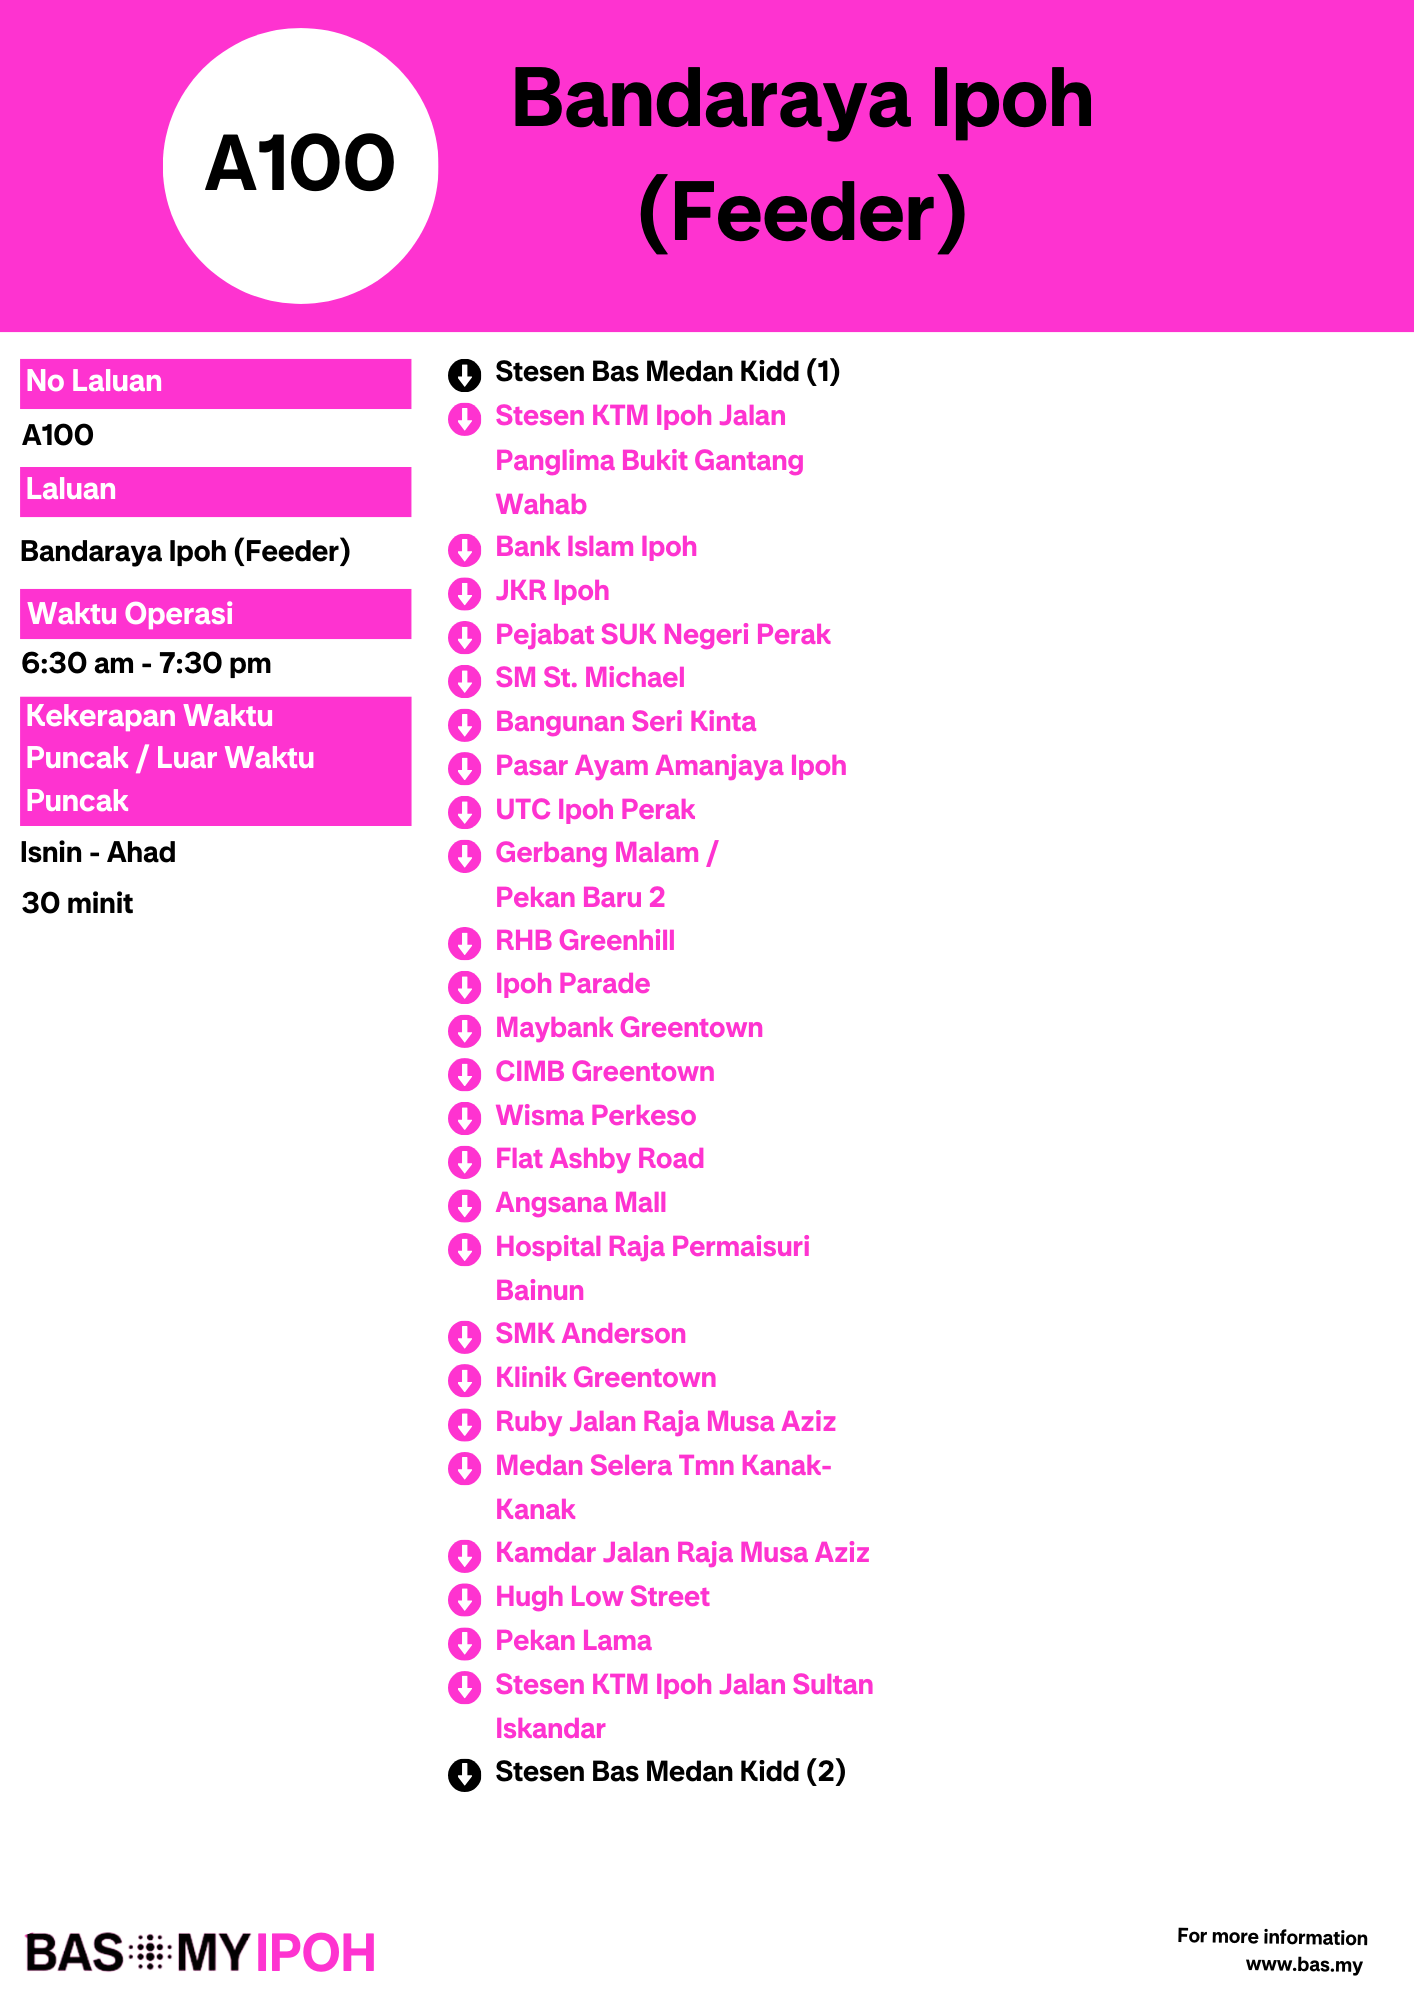 A100
Bandaraya Ipoh
(Feeder)
No Laluan
A100
Laluan
Bandaraya Ipoh (Feeder)
Waktu Operasi
6:30 am - 7:30 pm
Kekerapan Waktu
Puncak / Luar Waktu
Puncak
Isnin - Ahad
30 minit
Stesen Bas Medan Kidd (1)
Stesen KTM Ipoh Jalan
Panglima Bukit Gantang
Wahab
Bank Islam Ipoh
JKR Ipoh
Pejabat SUK Negeri Perak
SM St. Michael
Bangunan Seri Kinta
Pasar Ayam Amanjaya Ipoh
UTC Ipoh Perak
Gerbang Malam /
Pekan Baru 2
RHB Greenhill
Ipoh Parade
Maybank Greentown
CIMB Greentown
Wisma Perkeso
Flat Ashby Road
Angsana Mall
Hospital Raja Permaisuri
Bainun
SMK Anderson
Klinik Greentown
Ruby Jalan Raja Musa Aziz
Medan Selera Tmn Kanak-
Kanak
Kamdar Jalan Raja Musa Aziz
Hugh Low Street
Pekan Lama
Stesen KTM Ipoh Jalan Sultan
Iskandar
Stesen Bas Medan Kidd (2)
BAS MY IPOH
For more information
www.bas.my